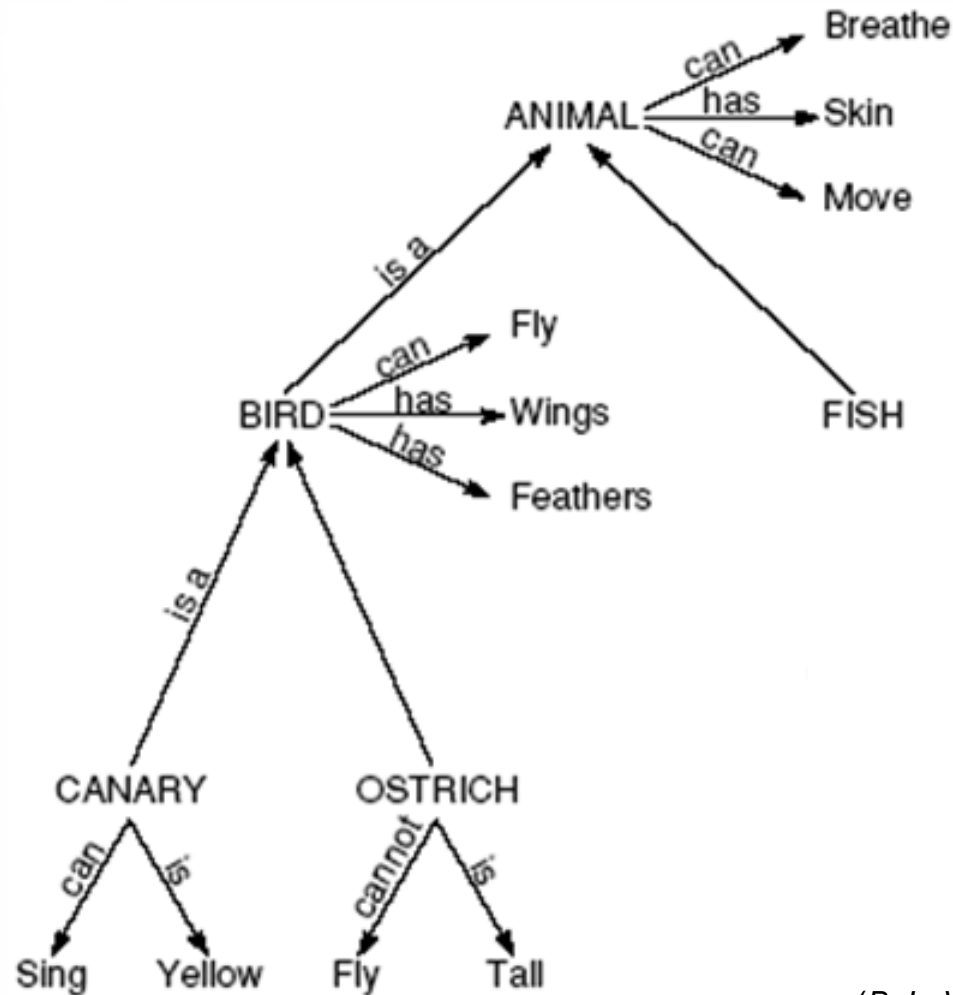 Breathe
can
ANIMAL has Skin
can
Move
is a
Fly
can
BIRD has Wings
FISH
has
Feathers
is a
CANARY OSTRICH
can is cannot is
Sing Yellow Fly Tall